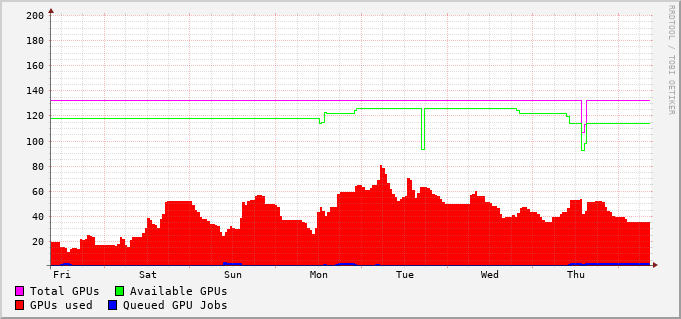 200
180
160
140
120
100
80
60
40
20
Fri Sat Sun Mon Tue Wed Thu
Total GPUs Available GPUs
GPUs used Queued GPU Jobs
RRDTOOL / TOBI OETIKER